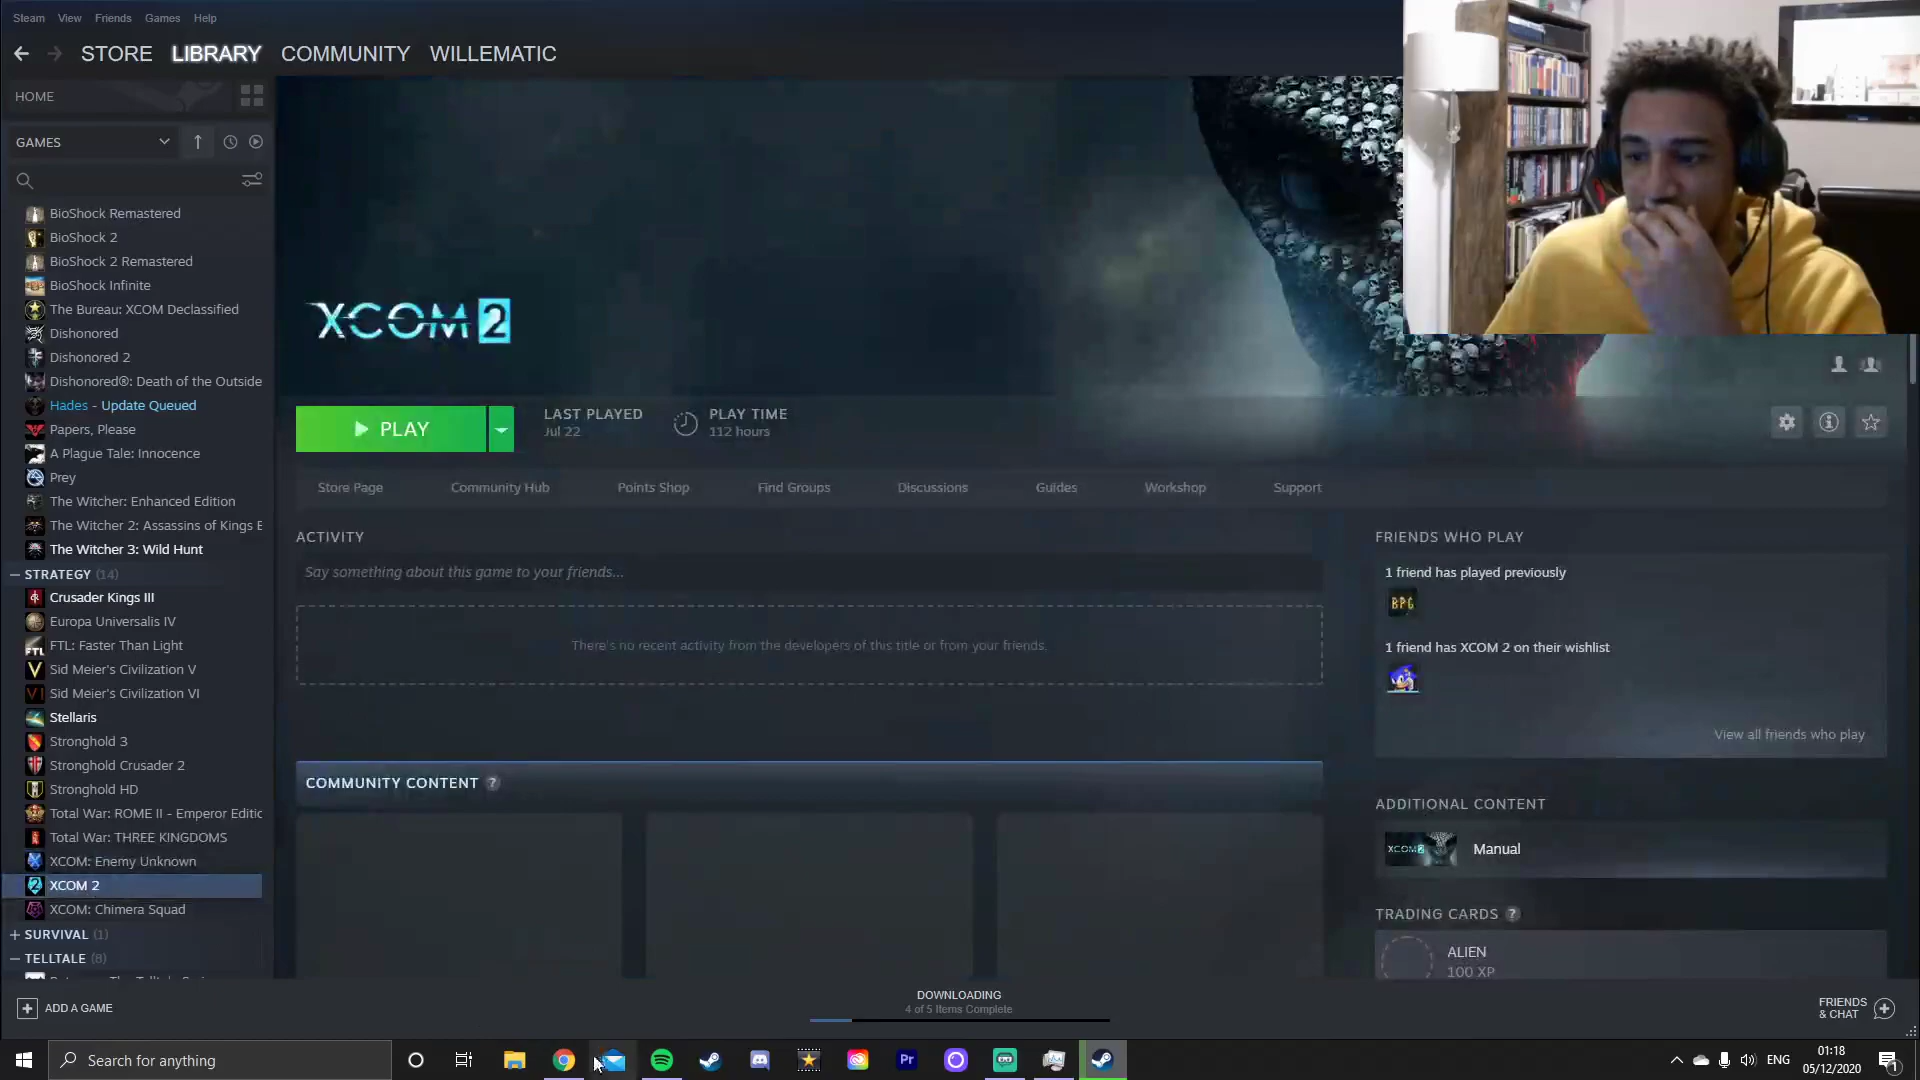 Steam View Friends Games Help
STORE LIBRARY COMMUNITY WILLEMATIC
HOME
GAMES
BioShock Remastered
BioShock 2
BioShock 2 Remastered
BioShock Infinite
The Bureau: XCOM Declassified
Dishonored
Dishonored 2
Dishonored®: Death of the Outside
Hades - Update Queued
Papers, Please
A Plague Tale: Innocence
Prey
The Witcher: Enhanced Edition
The Witcher 2: Assassins of Kings E
The Witcher 3: Wild Hunt
STRATEGY (14)
Crusader Kings III
Europa Universalis IV
FTL: Faster Than Light
Sid Meier's Civilization V
Sid Meier's Civilization VI
Stellaris
Stronghold 3
Stronghold Crusader 2
Stronghold HD
Total War: ROME II - Emperor Editic
Total War: THREE KINGDOMS
XCOM: Enemy Unknown
XCOM 2
XCOM: Chimera Squad
SURVIVAL (1)
TELLTALE (8)
ADD A GAME
XCOM 2
PLAY
LAST PLAYED
Jul 22
PLAY TIME
112 hours
Store Page Community Hub Points Shop Find Groups Discussions Guides Workshop Support
ACTIVITY
Say something about this game to your friends...
There's no recent activity from the developers of this title or from your friends.
COMMUNITY CONTENT ?
FRIENDS WHO PLAY
1 friend has played previously
BPG
1 friend has XCOM 2 on their wishlist
View all friends who play
ADDITIONAL CONTENT
XCOM 2
Manual
TRADING CARDS ?
ALIEN
100 XP
DOWNLOADING
4 of 5 Items Complete
FRIENDS
& CHAT
Search for anything
Pr
ENG
01:18
05/12/2020
1